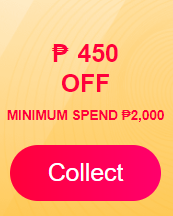 ₱ 450
OFF
MINIMUM SPEND ₱2,000
Collect